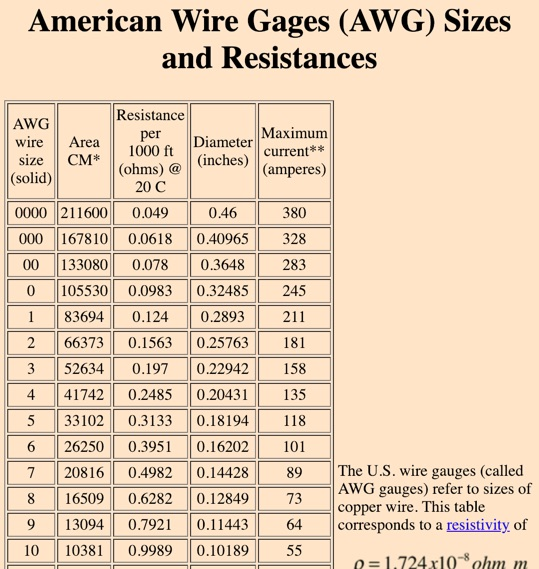 American Wire Gages (AWG) Sizes
and Resistances
AWG
wire
size
(solid)
Area
CM*
Resistance
per
1000 ft
(ohms) @
20 C
Diameter
(inches)
Maximum
current**
(amperes)
0000 211600 0.049 0.46 380
000 167810 0.0618 0.40965 328
00 133080 0.078 0.3648 283
0 105530 0.0983 0.32485 245
1 83694 0.124 0.2893 211
2 66373 0.1563 0.25763 181
3 52634 0.197 0.22942 158
4 41742 0.2485 0.20431 135
5 33102 0.3133 0.18194 118
6 26250 0.3951 0.16202 101
7 20816 0.4982 0.14428 89
8 16509 0.6282 0.12849 73
9 13094 0.7921 0.11443 64
10 10381 0.9989 0.10189 55
The U.S. wire gauges (called
AWG gauges) refer to sizes of
copper wire. This table
corresponds to a resistivity of
ρ = 1.724x10⁻⁸ ohm m